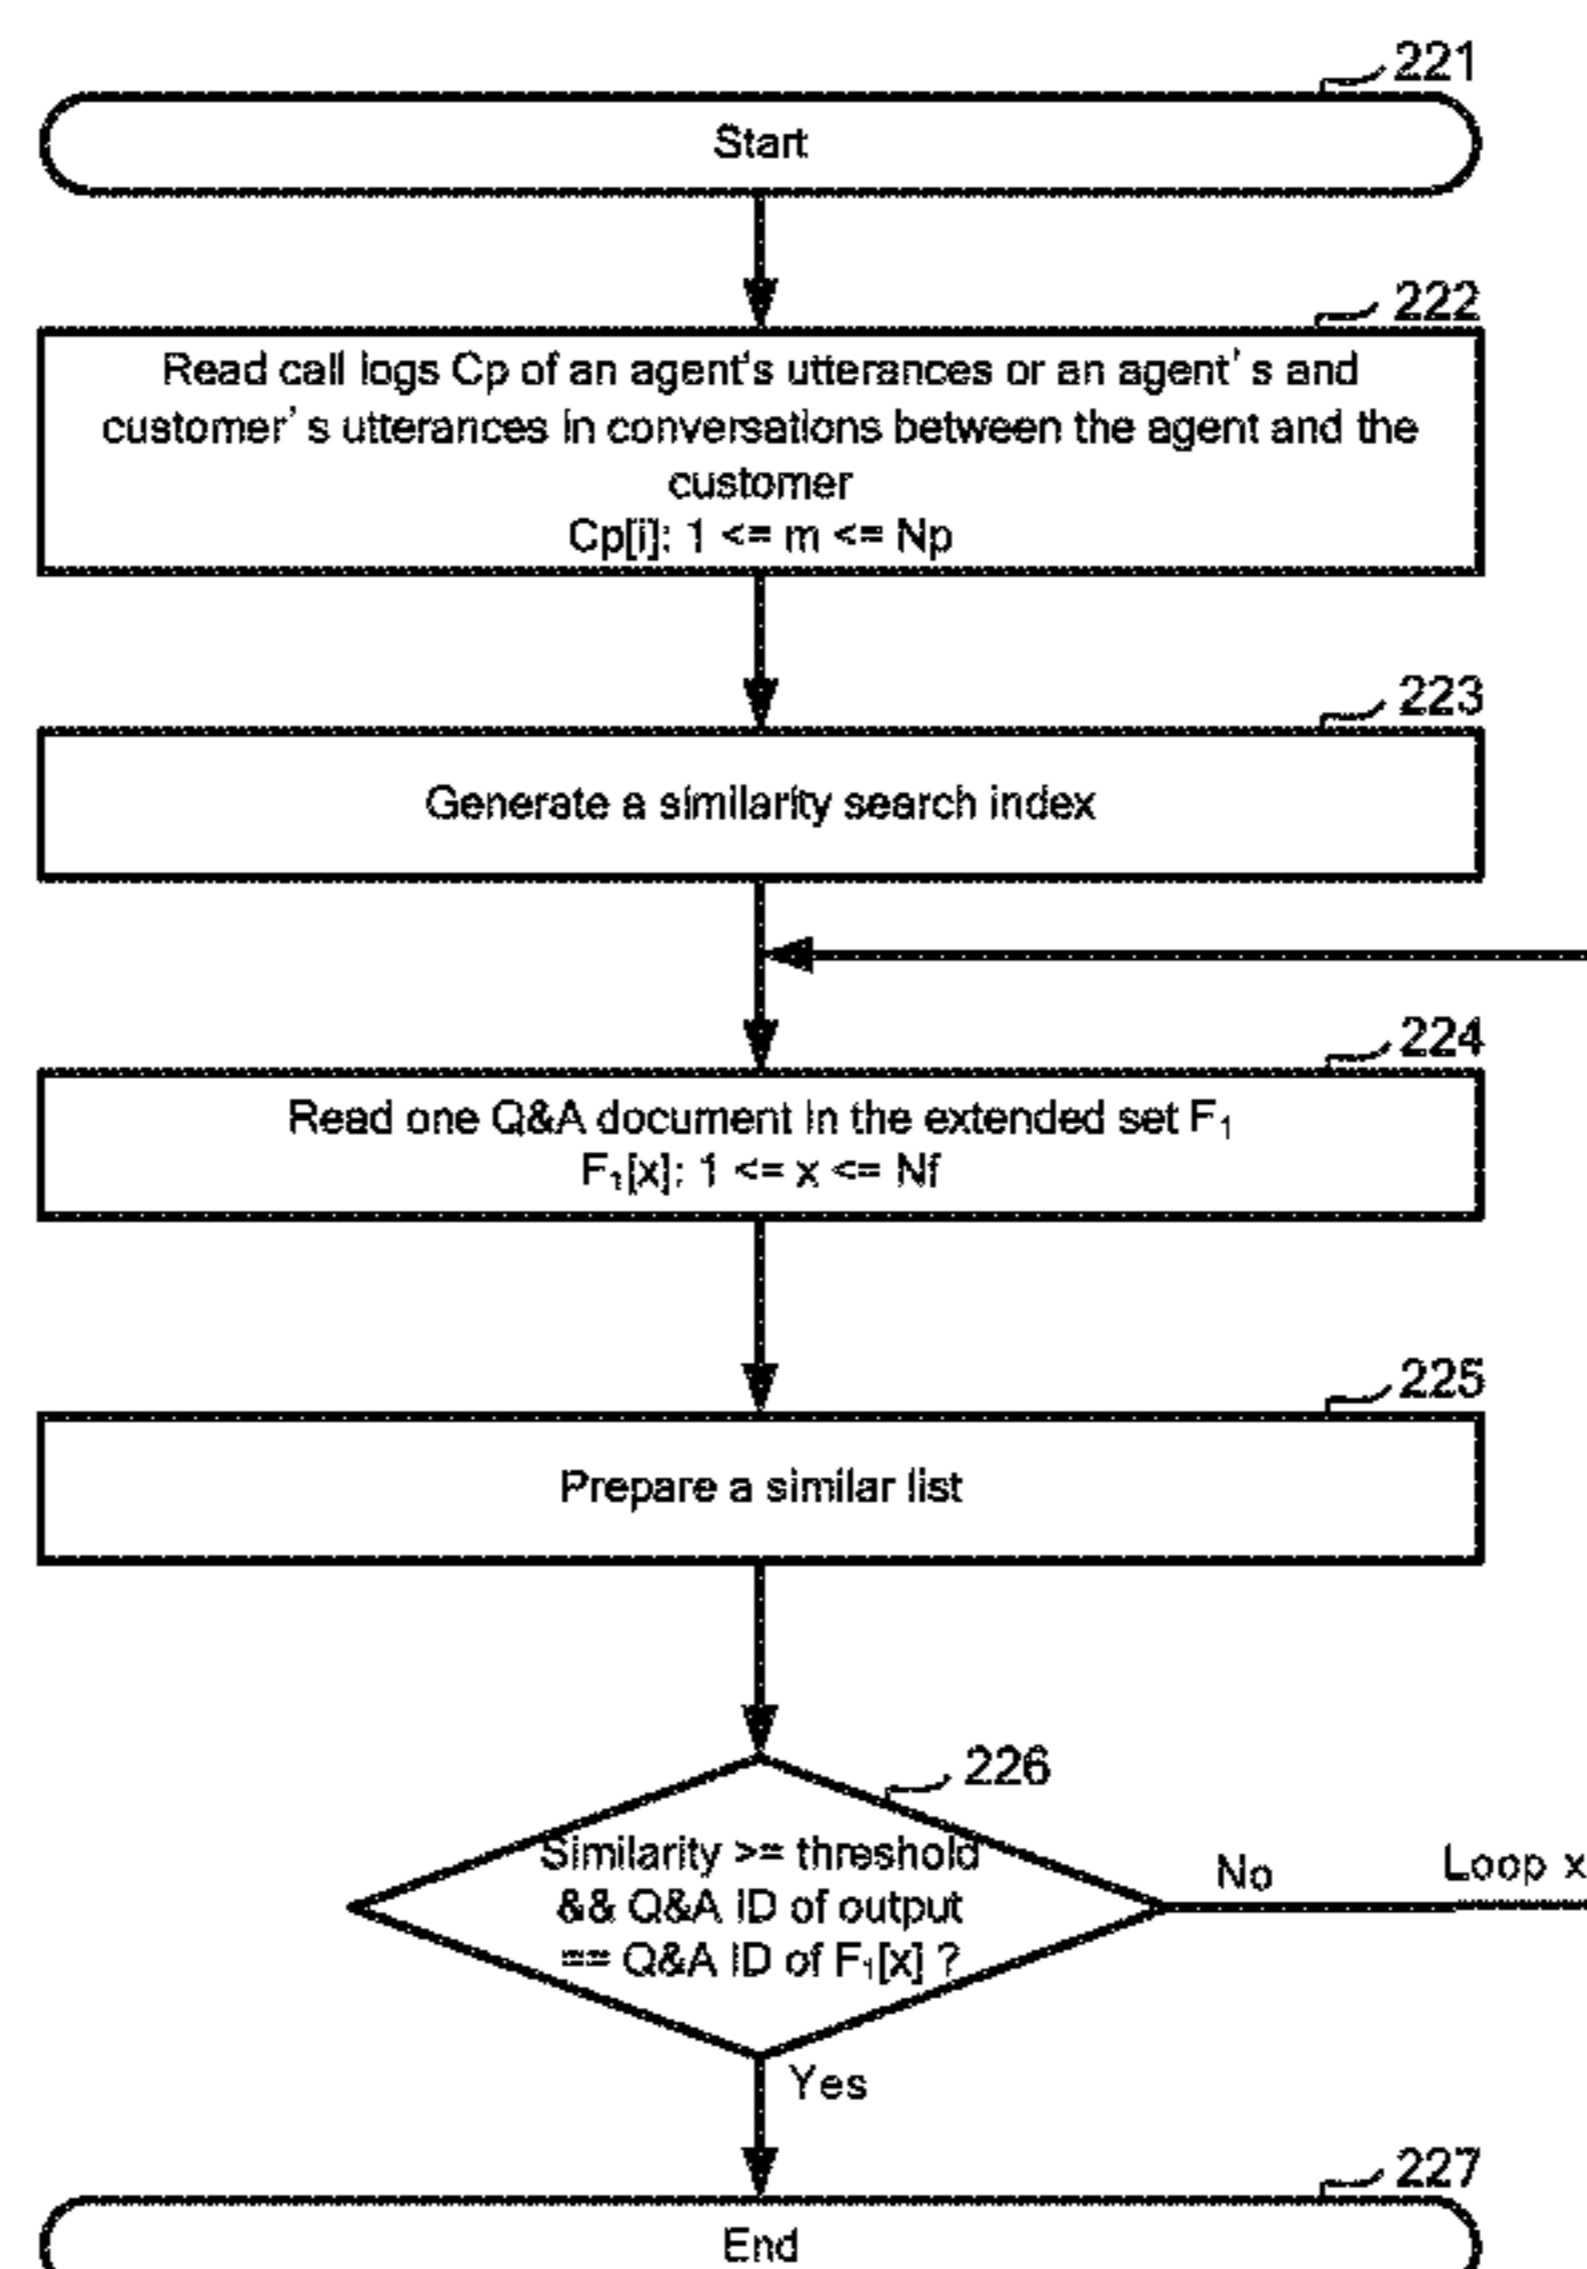 221
Start
222
Read call logs Cp of an agent's utterances or an agent's and
customer's utterances in conversations between the agent and the
customer
Cp[i]: 1 <= m <= Np
223
Generate a similarity search index
224
Read one Q&A document in the extended set F₁
F₁[x]: 1 <= x <= Nf
225
Prepare a similar list
226
Similarity >= threshold
&& Q&A ID of output
== Q&A ID of F₁[x] ?
No
Loop x
Yes
227
End